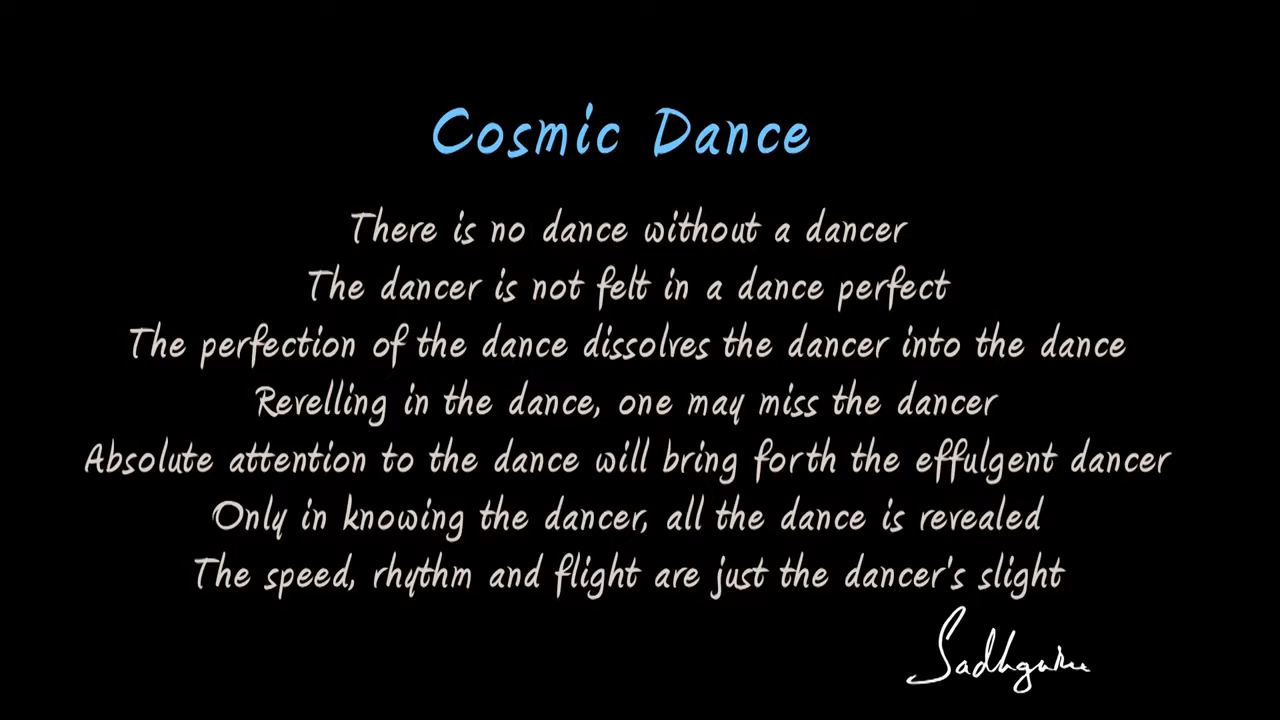 Cosmic Dance
There is no dance without a dancer
The dancer is not felt in a dance perfect
The perfection of the dance dissolves the dancer into the dance
Revelling in the dance, one may miss the dancer
Absolute attention to the dance will bring forth the effulgent dancer
Only in knowing the dancer, all the dance is revealed
The speed, rhythm and flight are just the dancer's slight
Sadhguru